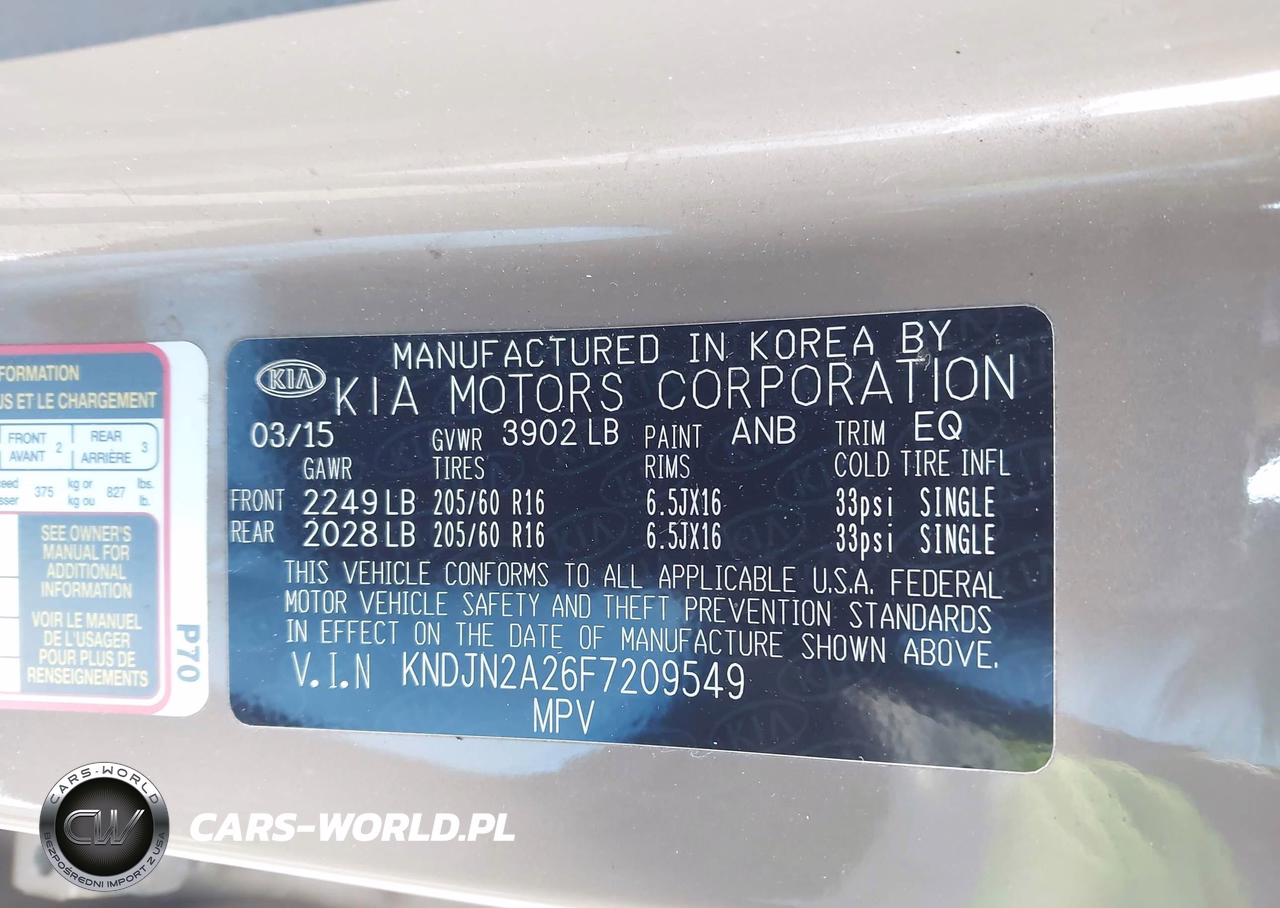 FORMATION
US ET LE CHARGEMENT
FRONT
AVANT 2
REAR
ARRIÈRE 3
375 kg or
kg ou 827 lbs.
lb.
SEE OWNER'S
MANUAL FOR
ADDITIONAL
INFORMATION
VOIR LE MANUEL
DE L'USAGER
POUR PLUS DE
RENSEIGNEMENTS
P70
MANUFACTURED IN KOREA BY
KIA KIA MOTORS CORPORATION
03/15 GVWR 3902 LB PAINT ANB TRIM EQ
GAWR TIRES RIMS COLD TIRE INFL
FRONT 2249 LB 205/60 R16 6.5JX16 33psi SINGLE
REAR 2028 LB 205/60 R16 6.5JX16 33psi SINGLE
THIS VEHICLE CONFORMS TO ALL APPLICABLE U.S.A. FEDERAL
MOTOR VEHICLE SAFETY AND THEFT PREVENTION STANDARDS
IN EFFECT ON THE DATE OF MANUFACTURE SHOWN ABOVE.
V.I.N KNDJN2A26F7209549
MPV
CARS-WORLD
CW
BEZPOŚREDNI IMPORT Z USA
CARS-WORLD.PL